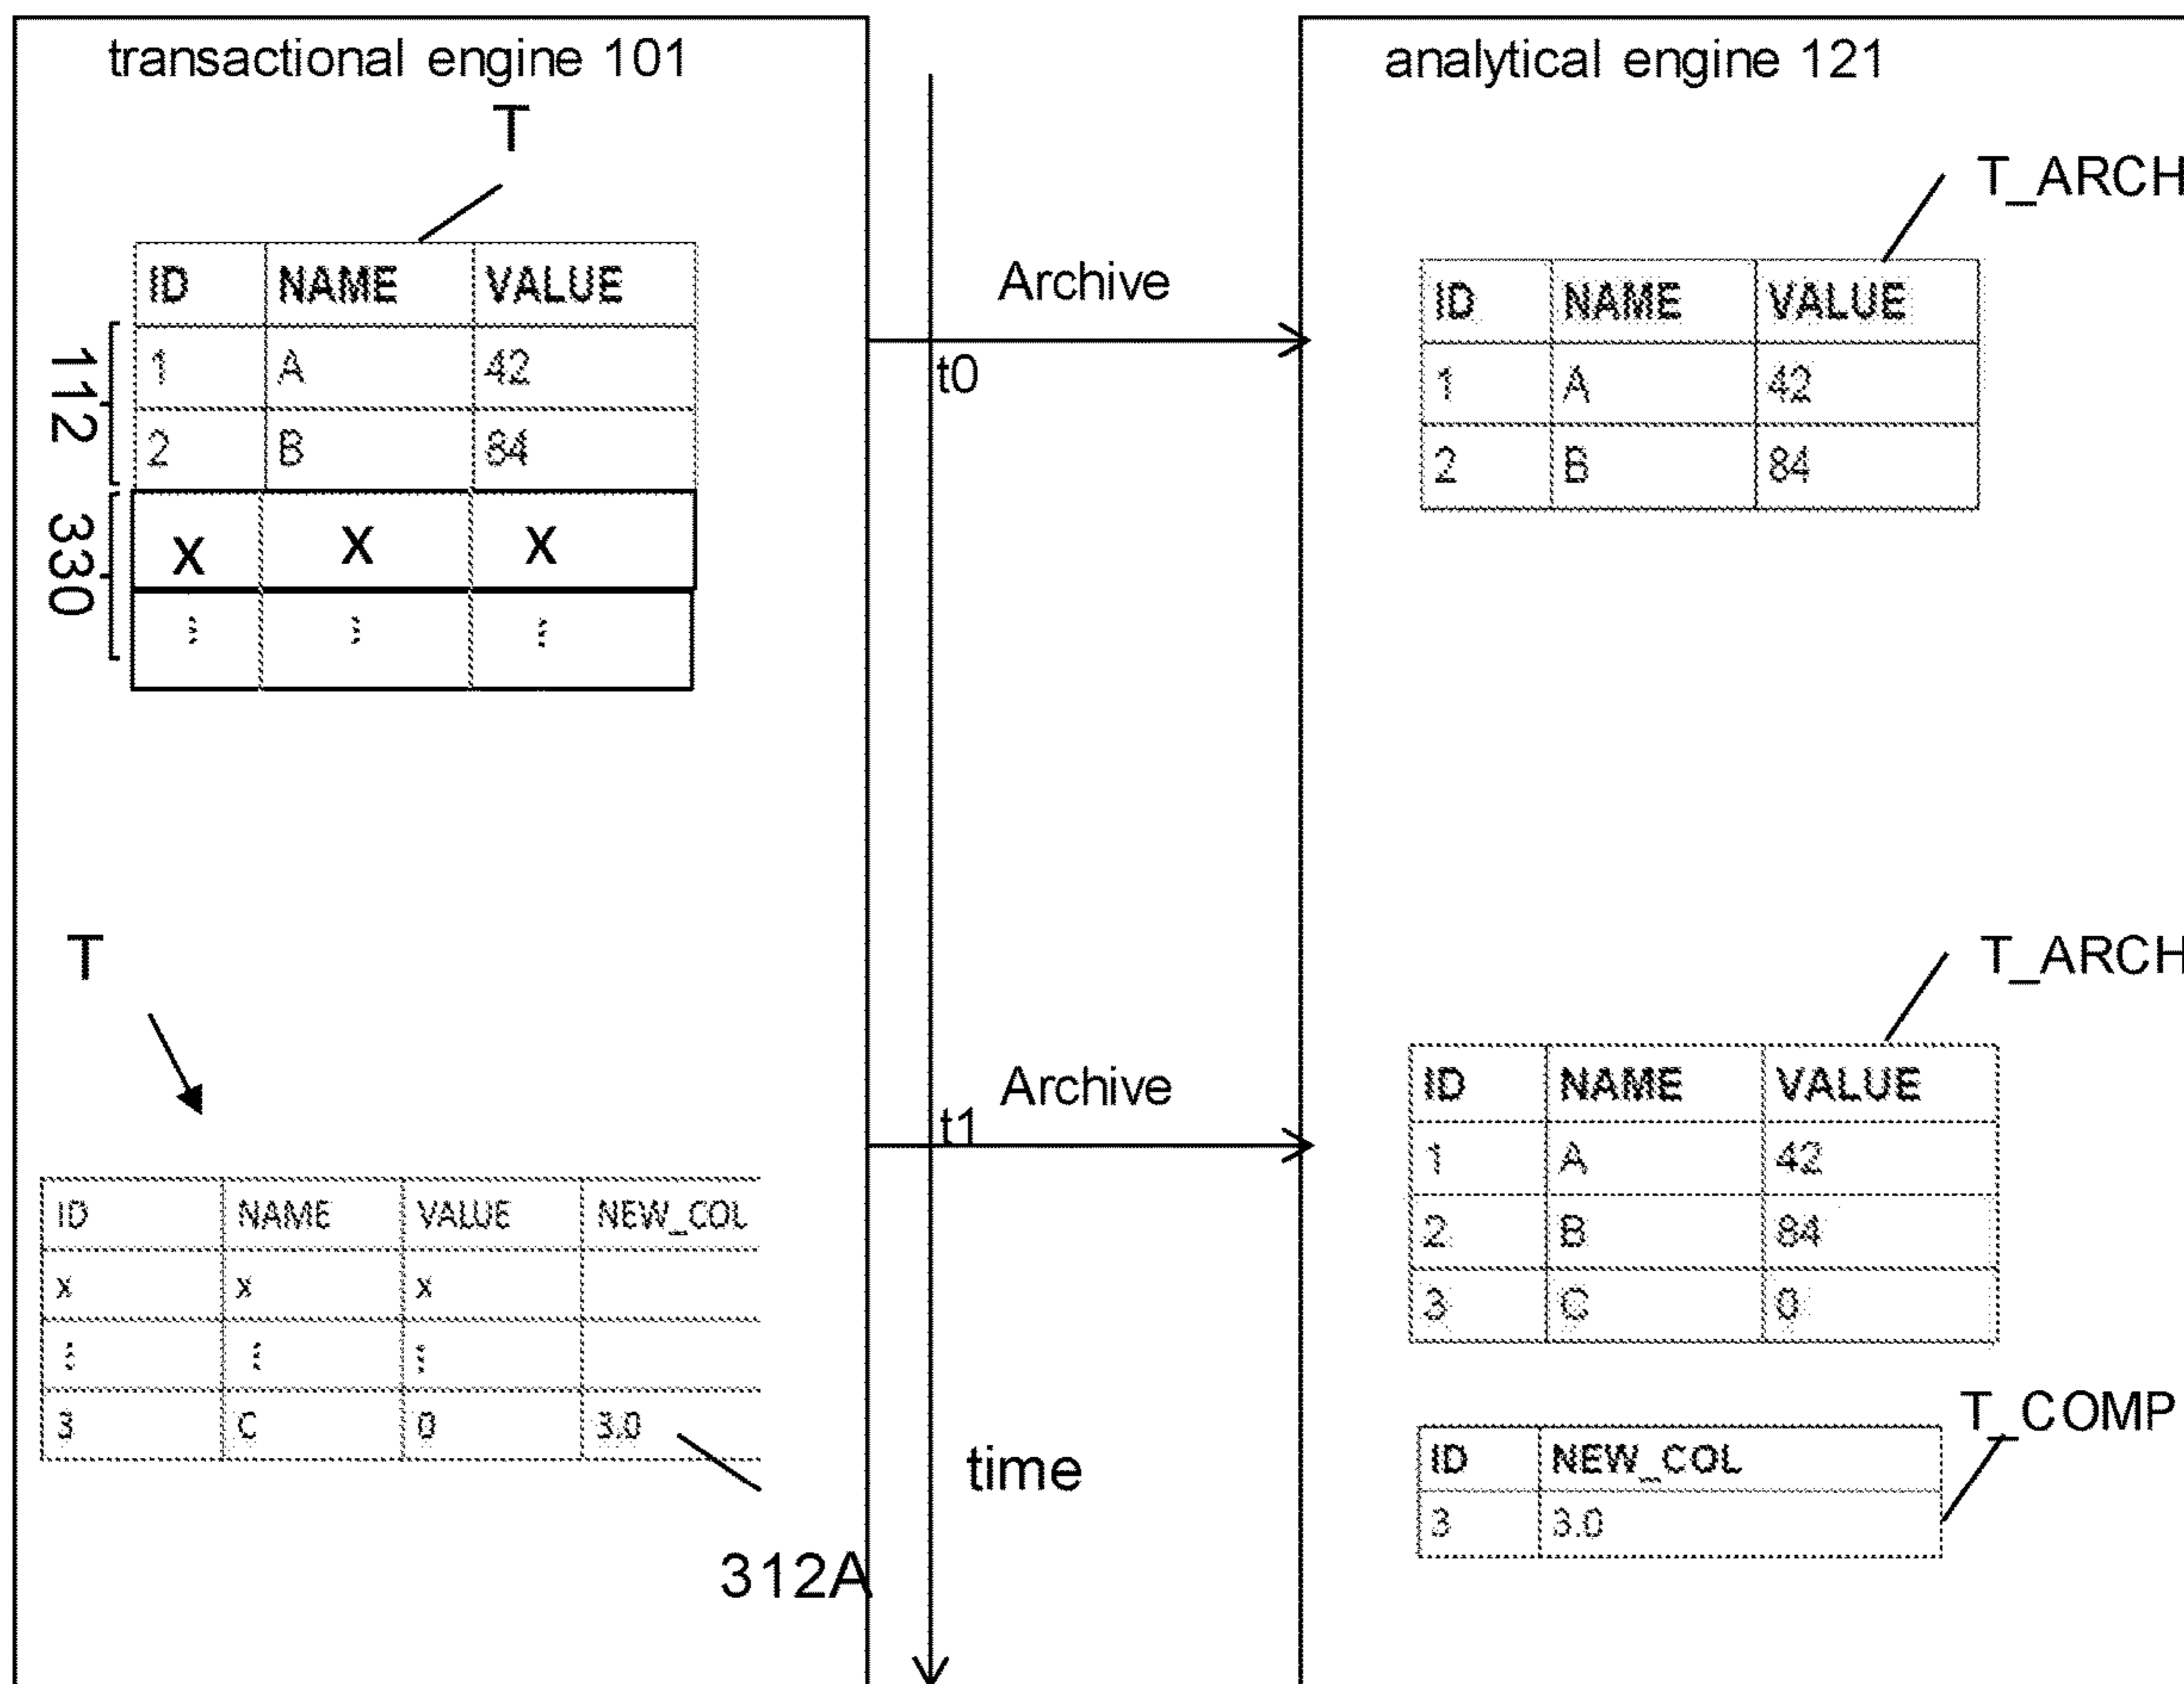 transactional engine 101
T
ID NAME VALUE
1 A 42
2 B 84
X X X
⋮ ⋮ ⋮
112
330
T
ID NAME VALUE NEW_COL
x x x
⋮ ⋮ ⋮
3 C 0 3.0
312A
Archive
t0
Archive
t1
time
analytical engine 121
T_ARCH
ID NAME VALUE
1 A 42
2 B 84
T_ARCH
ID NAME VALUE
1 A 42
2 B 84
3 C 0
T_COMP
ID NEW_COL
3 3.0